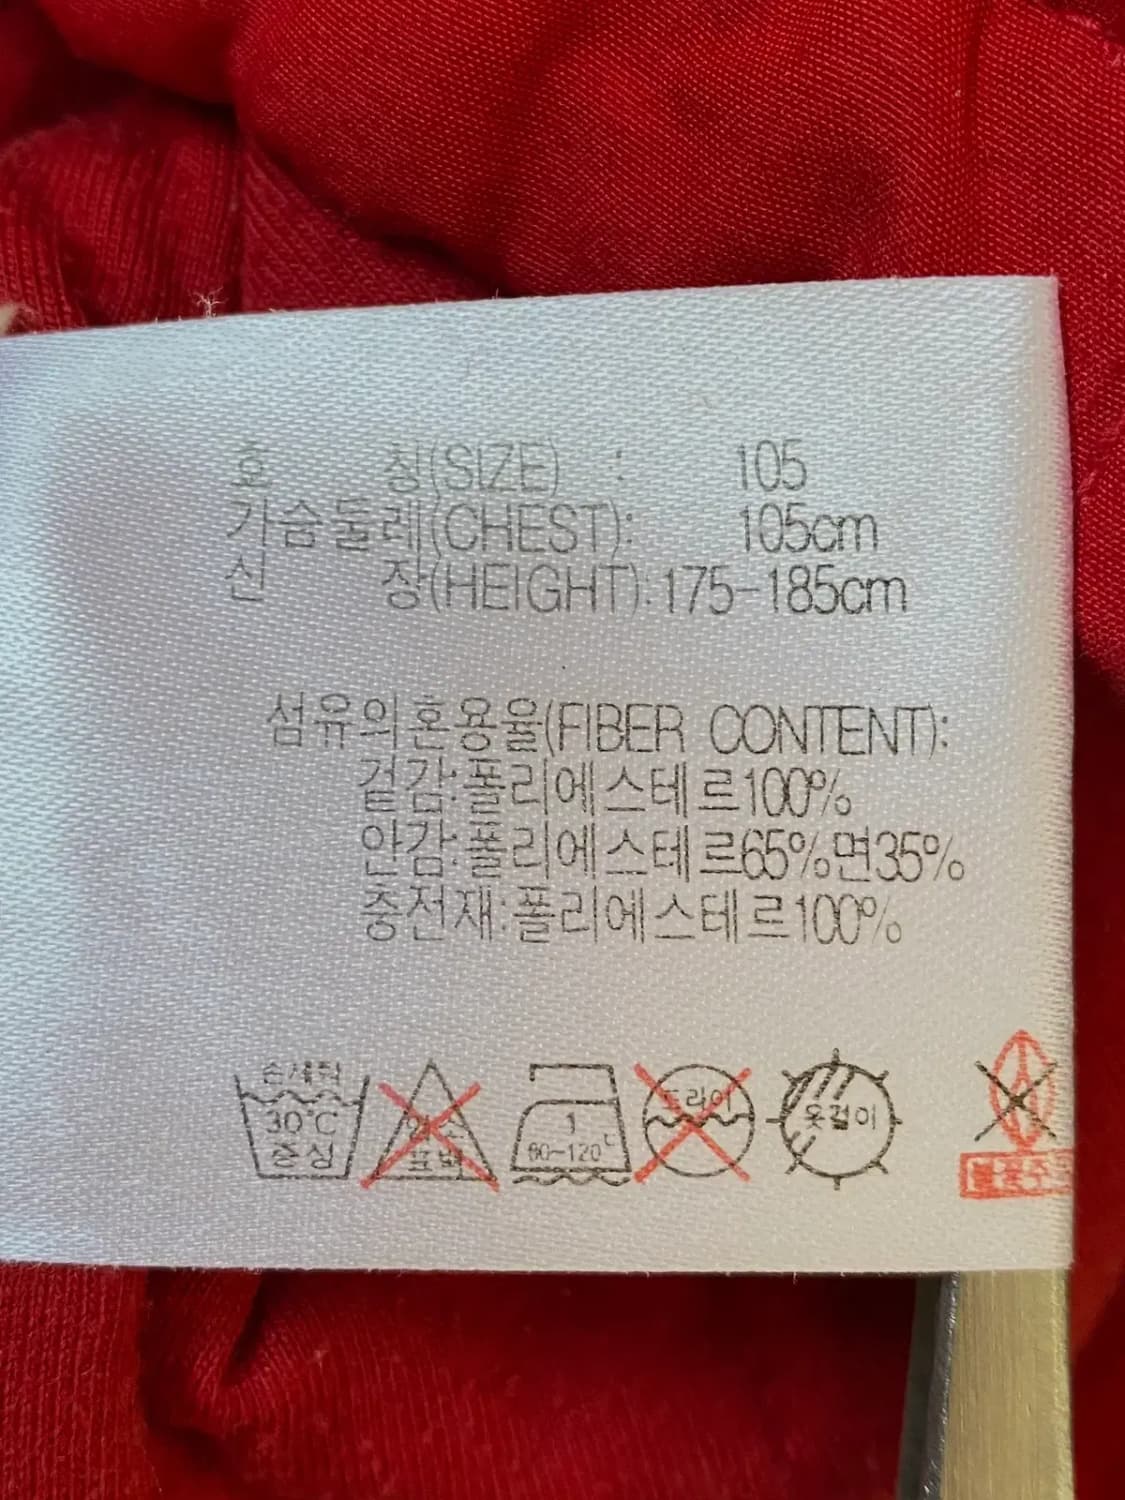 호 칭(SIZE) : 105
가슴둘레(CHEST): 105cm
신 장(HEIGHT):175-185cm
섬유의혼용율(FIBER CONTENT):
겉감:폴리에스테르100%
안감:폴리에스테르65%면35%
충전재:폴리에스테르100%
손세탁
30℃
중성
표백
1
80~120℃
드라이
옷걸이